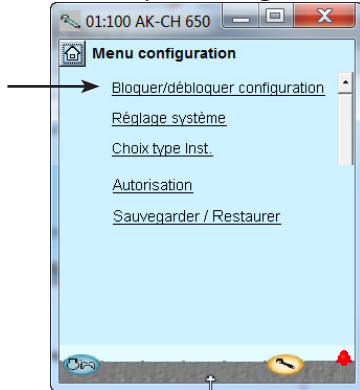 01:100 AK-CH 650
Menu configuration
Bloquer/débloquer configuration
Réglage système
Choix type Inst.
Autorisation
Sauvegarder / Restaurer